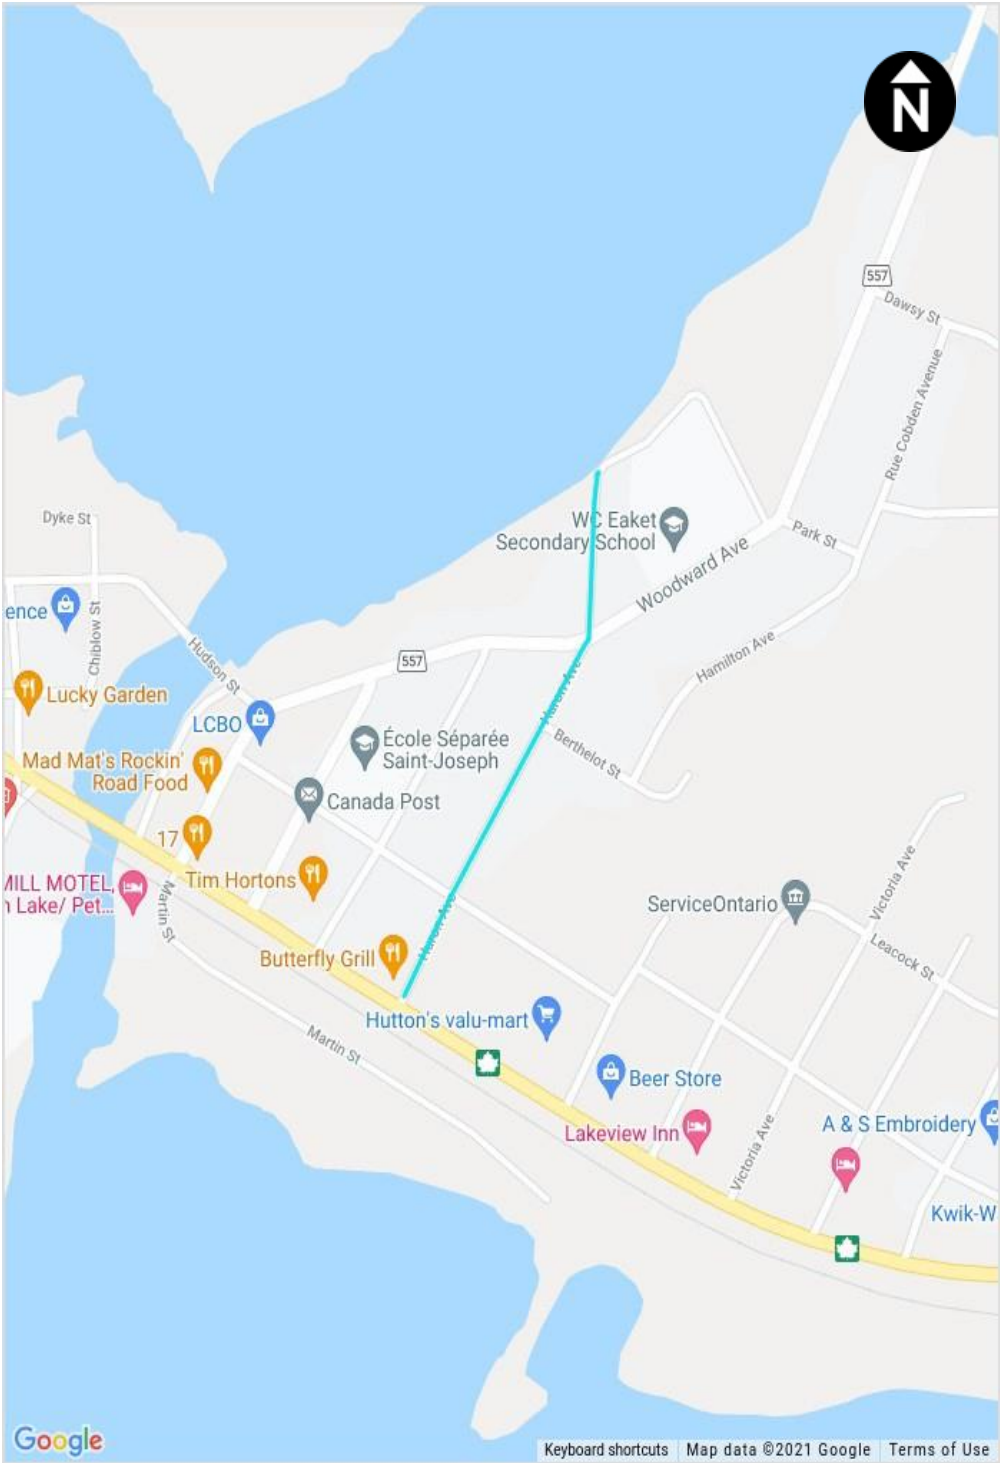 N
557
Dawsy St
Rue Cobden Avenue
WC Eaket
Secondary School
Park St
Woodward Ave
Dyke St
ence
Chiblow St
Hudson St
557
Hamilton Ave
Lucky Garden
Huron Ave
LCBO
École Séparée
Saint-Joseph
Berthelot St
Mad Mat's Rockin'
Road Food
Canada Post
17
Tim Hortons
MILL MOTEL,
n Lake/ Pet...
Martin St
Victoria Ave
ServiceOntario
Huron Ave
Leacock St
Butterfly Grill
Hutton's valu-mart
Martin St
Beer Store
Lakeview Inn
A & S Embroidery
Victoria Ave
Kwik-W
Google
Keyboard shortcuts
Map data ©2021 Google
Terms of Use